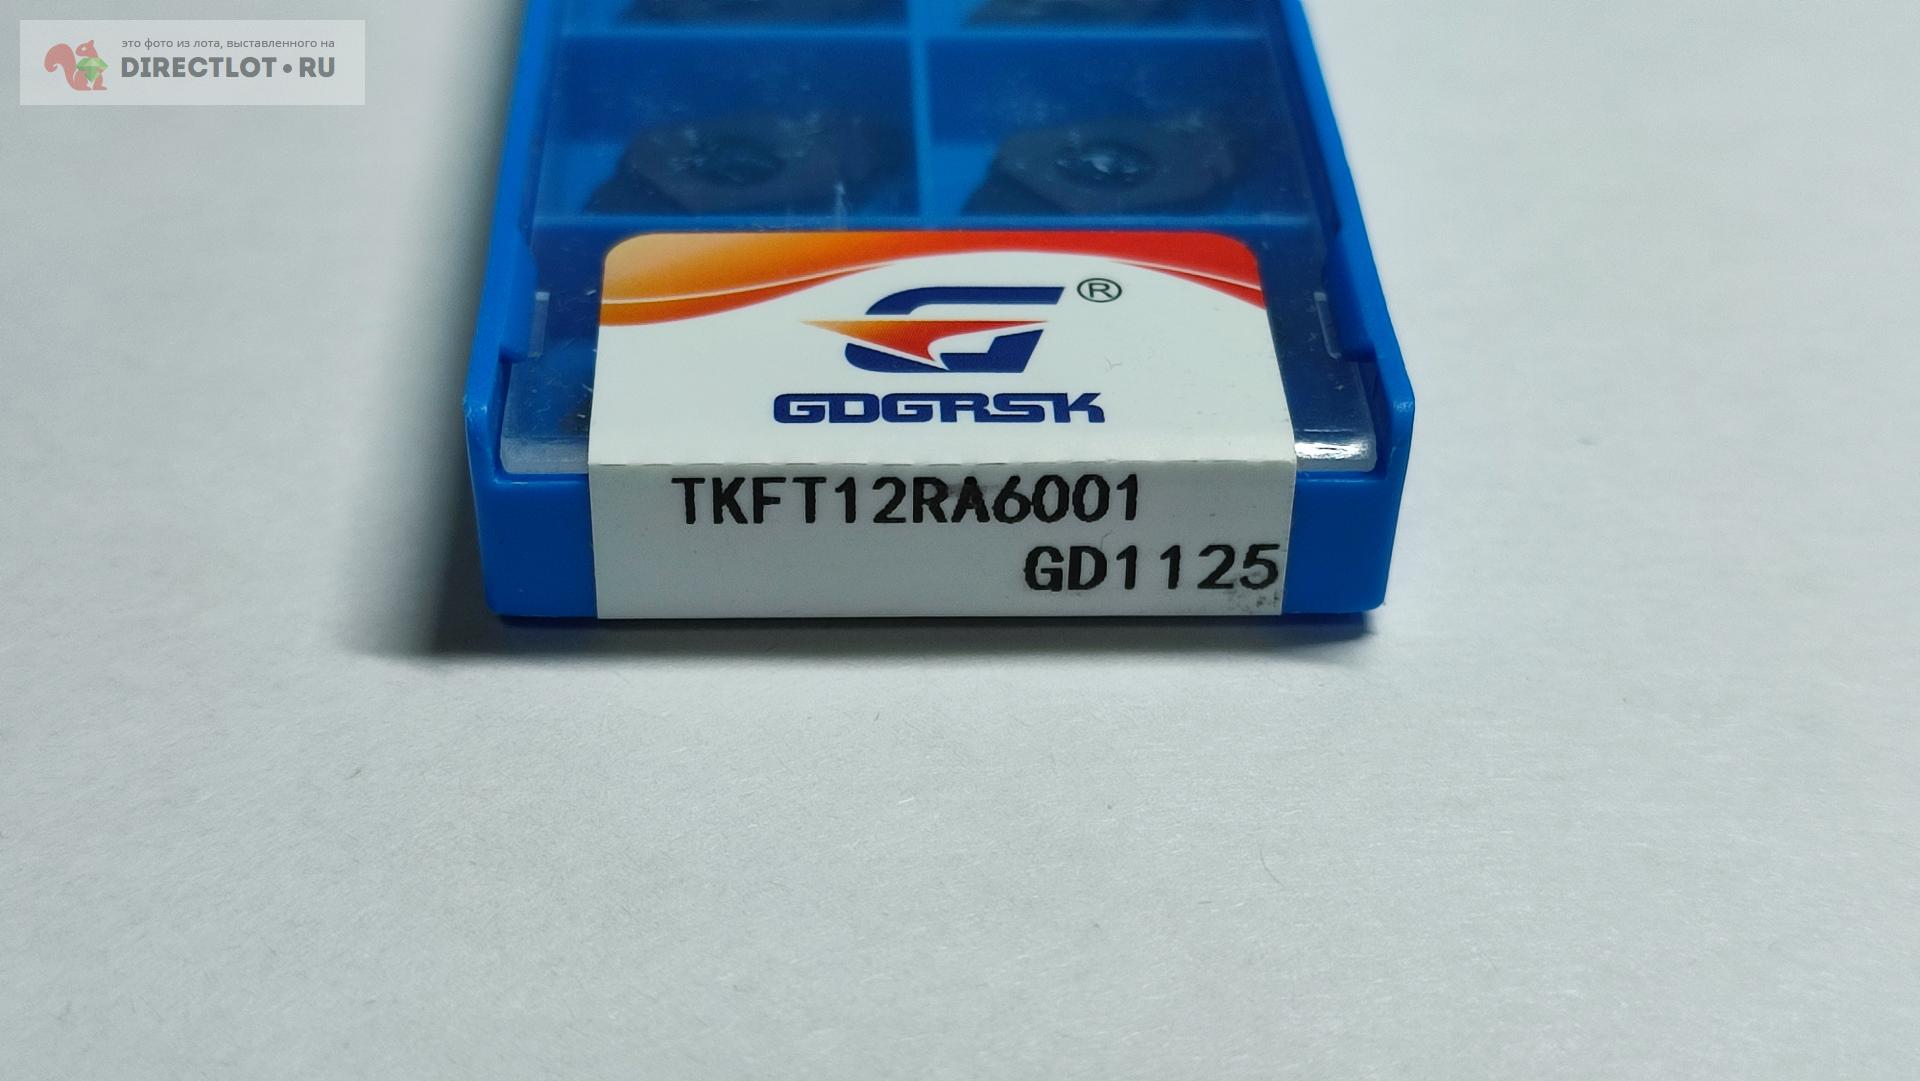 это фото из лота, выставленного на
DIRECTLOT•RU
®
GDGRSK
TKFT12RA6001
GD1125